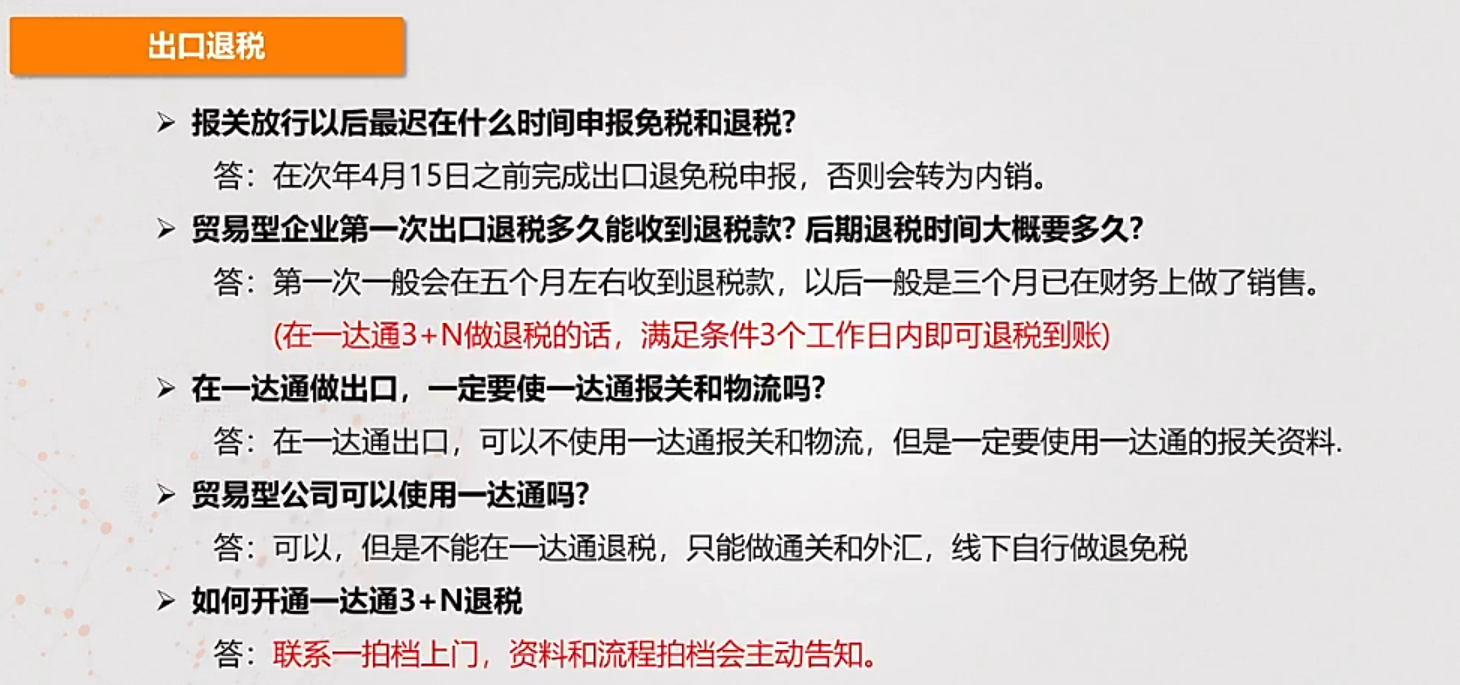 出口退税
➢ 报关放行以后最迟在什么时间申报免税和退税?
答：在次年4月15日之前完成出口退免税申报，否则会转为内销。
➢ 贸易型企业第一次出口退税多久能收到退税款? 后期退税时间大概要多久?
答：第一次一般会在五个月左右收到退税款，以后一般是三个月已在财务上做了销售。
(在一达通3+N做退税的话，满足条件3个工作日内即可退税到账)
➢ 在一达通做出口，一定要使一达通报关和物流吗?
答：在一达通出口，可以不使用一达通报关和物流，但是一定要使用一达通的报关资料.
➢ 贸易型公司可以使用一达通吗?
答：可以，但是不能在一达通退税，只能做通关和外汇，线下自行做退免税
➢ 如何开通一达通3+N退税
答：联系一拍档上门，资料和流程拍档会主动告知。